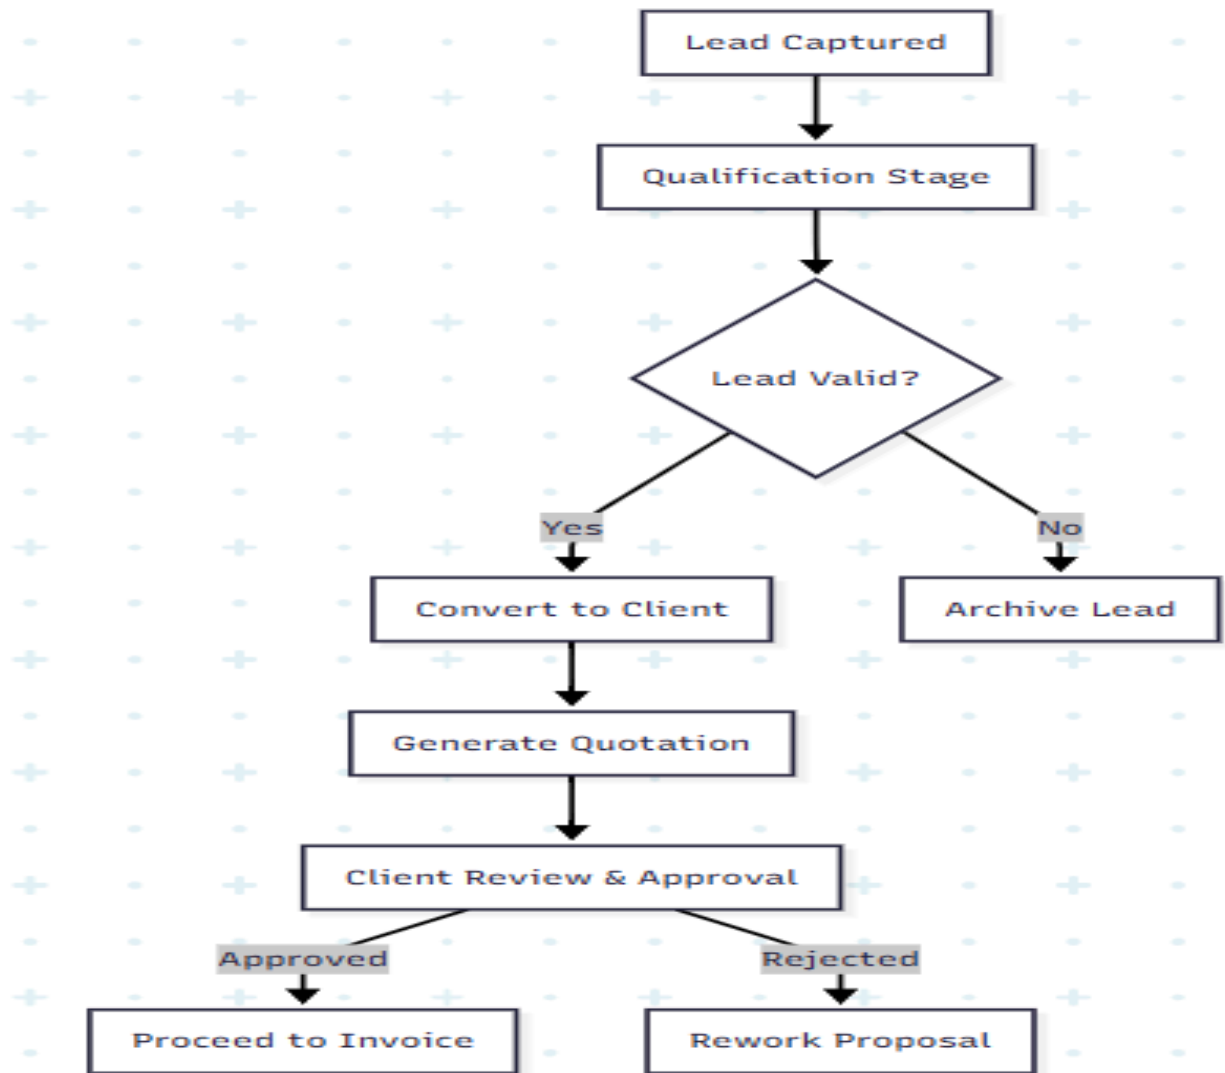 Lead Captured
Qualification Stage
Lead Valid?
Yes
No
Convert to Client
Archive Lead
Generate Quotation
Client Review & Approval
Approved
Rejected
Proceed to Invoice
Rework Proposal